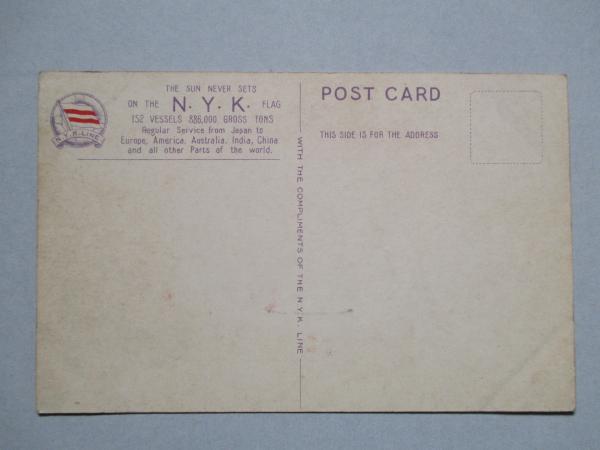 THE SUN NEVER SETS
ON THE N. Y. K. FLAG
152 VESSELS 886,000 GROSS TONS
Regular Service from Japan to
Europe, America, Australia, India, China
and all other Parts of the world.
N.Y.K.LINE
WITH THE COMPLIMENTS OF THE N.Y.K. LINE
POST CARD
THIS SIDE IS FOR THE ADDRESS